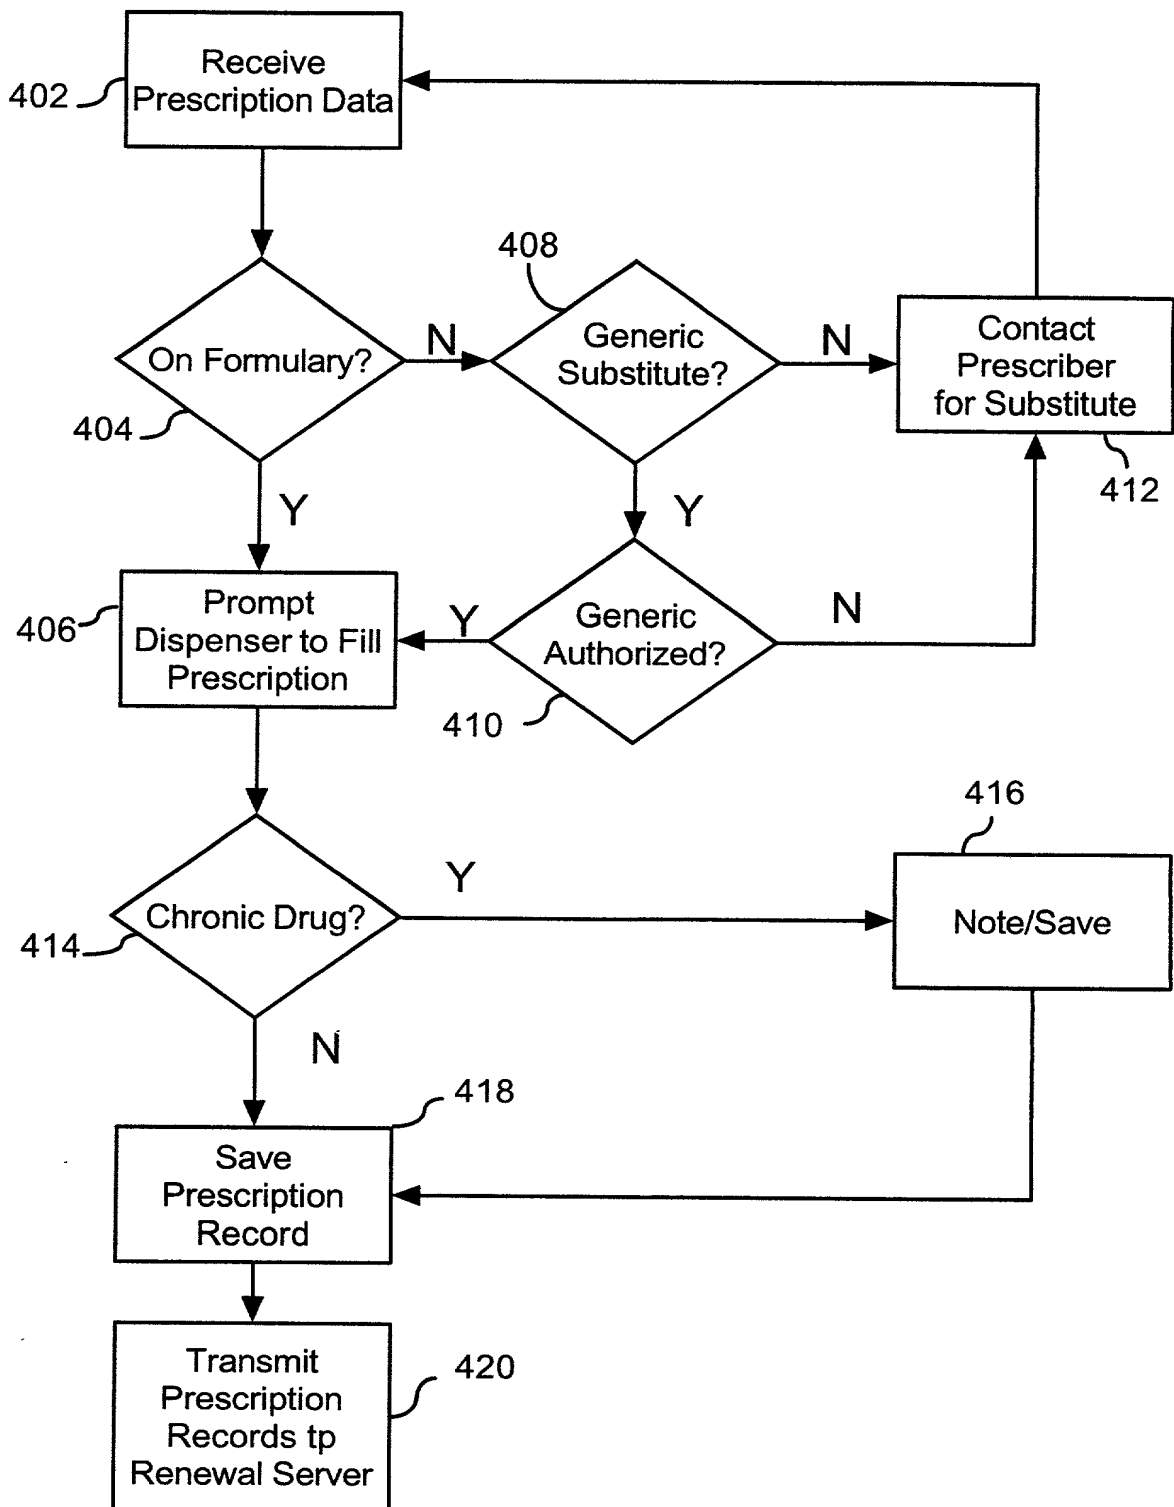 Receive
Prescription Data
402
408
On Formulary?
N
Generic
Substitute?
N
Contact
Prescriber
for Substitute
404
412
Y
Y
Prompt
Dispenser to Fill
Prescription
406
Y
Generic
Authorized?
N
410
416
Chronic Drug?
Y
Note/Save
414
N
418
Save
Prescription
Record
Transmit
Prescription
Records tp
Renewal Server
420